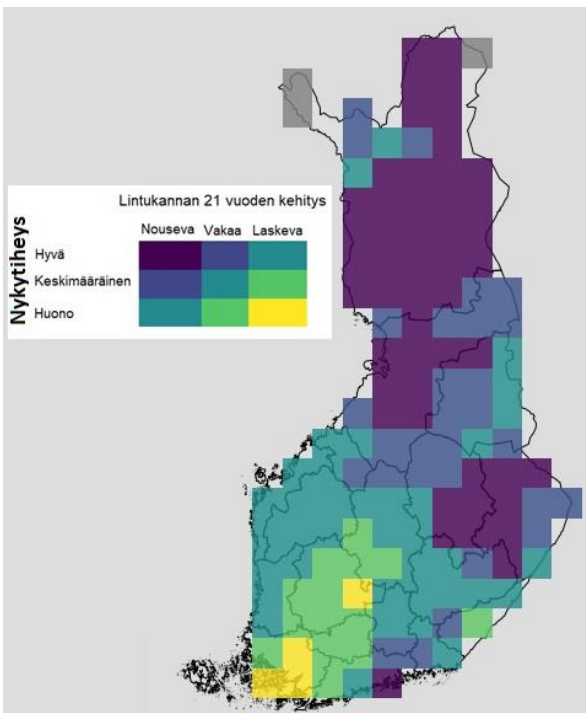 Lintukannan 21 vuoden kehitys
Nouseva Vakaa Laskeva
Nykytiheys
Hyvä
Keskimääräinen
Huono